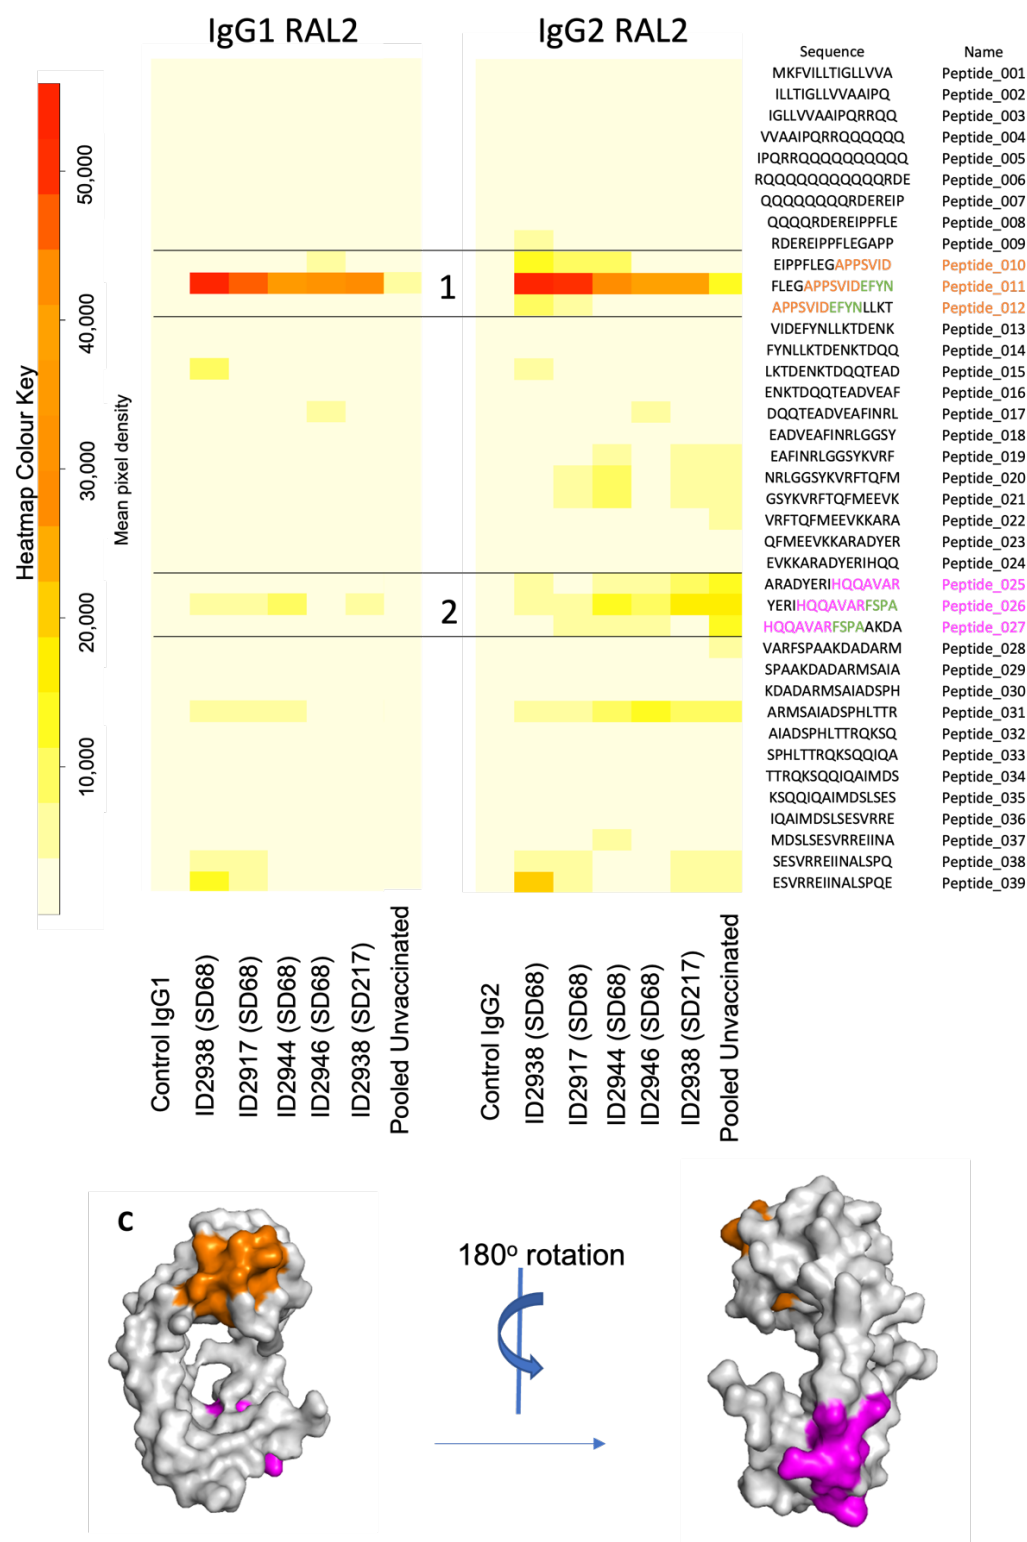 IgG1 RAL2 IgG2 RAL2
Sequence Name
MKFVILLTIGLLVVA Peptide_001
ILLTIGLLVVAAIPQ Peptide_002
IGLLVVAAIPQRRQQ Peptide_003
VVAAIPQRRQQQQQQ Peptide_004
IPQRRQQQQQQQQQQ Peptide_005
RQQQQQQQQQQQRDE Peptide_006
QQQQQQQQRDEREIP Peptide_007
QQQQRDEREIPPFLE Peptide_008
RDEREIPPFLEGAPP Peptide_009
EIPPFLEGAPPSVID Peptide_010
FLEGAPPSVIDEFYN Peptide_011
APPSVIDEFYNLLKT Peptide_012
VIDEFYNLLKTDENK Peptide_013
FYNLLKTDENKTDQQ Peptide_014
LKTDENKTDQQTEAD Peptide_015
ENKTDQQTEADVEAF Peptide_016
DQQTEADVEAFINRL Peptide_017
EADVEAFINRLGGSY Peptide_018
EAFINRLGGSYKVRF Peptide_019
NRLGGSYKVRFTQFM Peptide_020
GSYKVRFTQFMEEVK Peptide_021
VRFTQFMEEVKKARA Peptide_022
QFMEEVKKARADYER Peptide_023
EVKKARADYERIHQQ Peptide_024
ARADYERIHQQAVAR Peptide_025
YERIHQQAVARFSPA Peptide_026
HQQAVARFSPAAKDA Peptide_027
VARFSPAAKDADARM Peptide_028
SPAAKDADARMSAIA Peptide_029
KDADARMSAIADSPH Peptide_030
ARMSAIADSPHLTTR Peptide_031
AIADSPHLTTRQKSQ Peptide_032
SPHLTTRQKSQQIQA Peptide_033
TTRQKSQQIQAIMDS Peptide_034
KSQQIQAIMDSLSES Peptide_035
IQAIMDSLSESVRRE Peptide_036
MDSLSESVRREIINA Peptide_037
SESVRREIINALSPQ Peptide_038
ESVRREIINALSPQE Peptide_039
1
2
Heatmap Colour Key
50,000
40,000
30,000
20,000
10,000
Mean pixel density
Control IgG1
ID2938 (SD68)
ID2917 (SD68)
ID2944 (SD68)
ID2946 (SD68)
ID2938 (SD217)
Pooled Unvaccinated
Control IgG2
ID2938 (SD68)
ID2917 (SD68)
ID2944 (SD68)
ID2946 (SD68)
ID2938 (SD217)
Pooled Unvaccinated
C
180º rotation